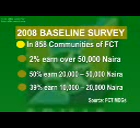 2008 BASELINE SURVEY
In 858 Communities of FCT
2% earn over 50,000 Naira
50% earn 20,000 – 50,000 Naira
39% earn 10,000 – 20,000 Naira
Source: FCT MDGs